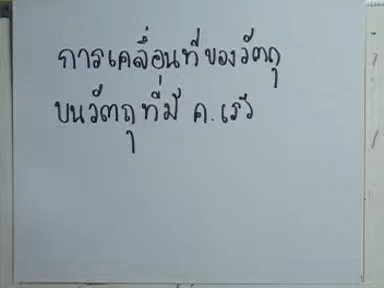 การเคลื่อนที่ของวัตถุ
บนวัตถุที่มี ค.เร็ว